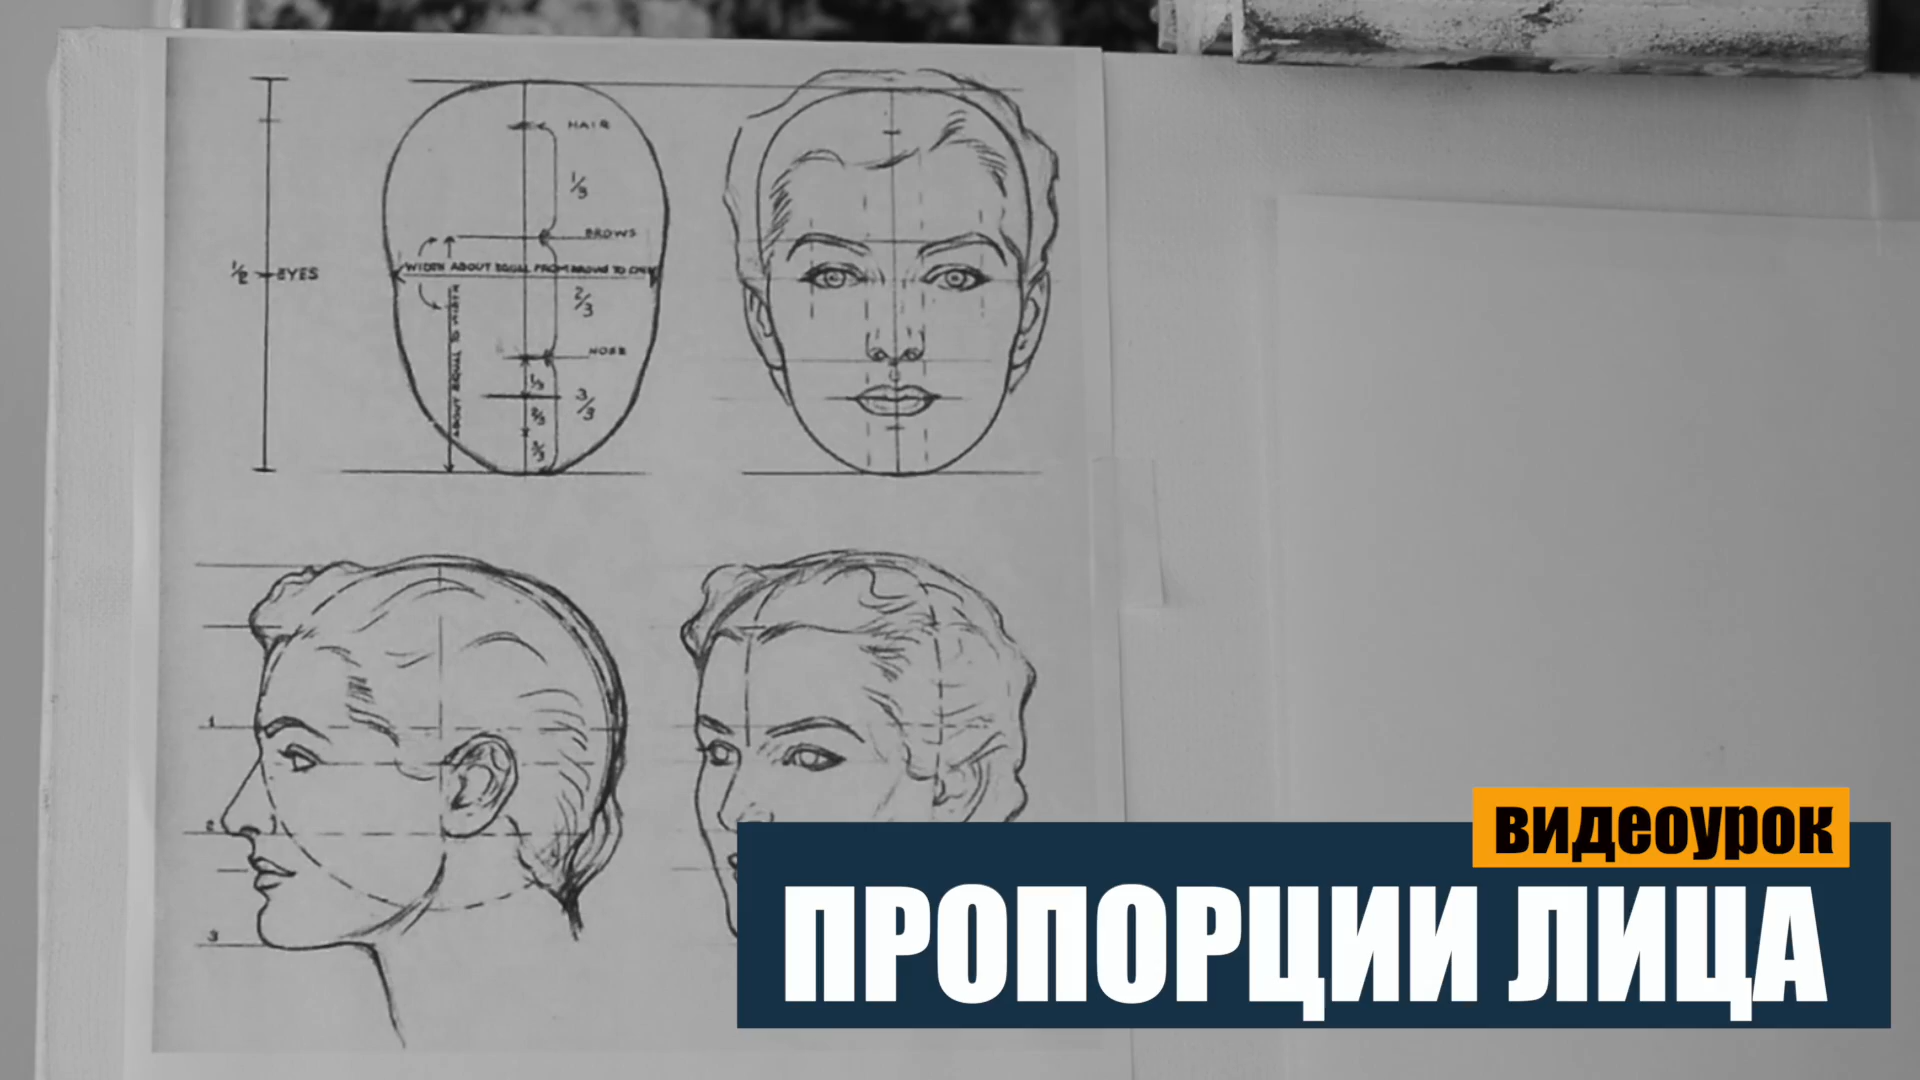 HAIR
1/3
BROWS
1/2 EYES
WIDTH ABOUT EQUAL FROM BROWS TO CHIN
2/3
ABOUT EQUAL TO WIDTH
NOSE
1/3
3/3
2/3
3/3
1
2
3
видеоурок
ПРОПОРЦИИ ЛИЦА